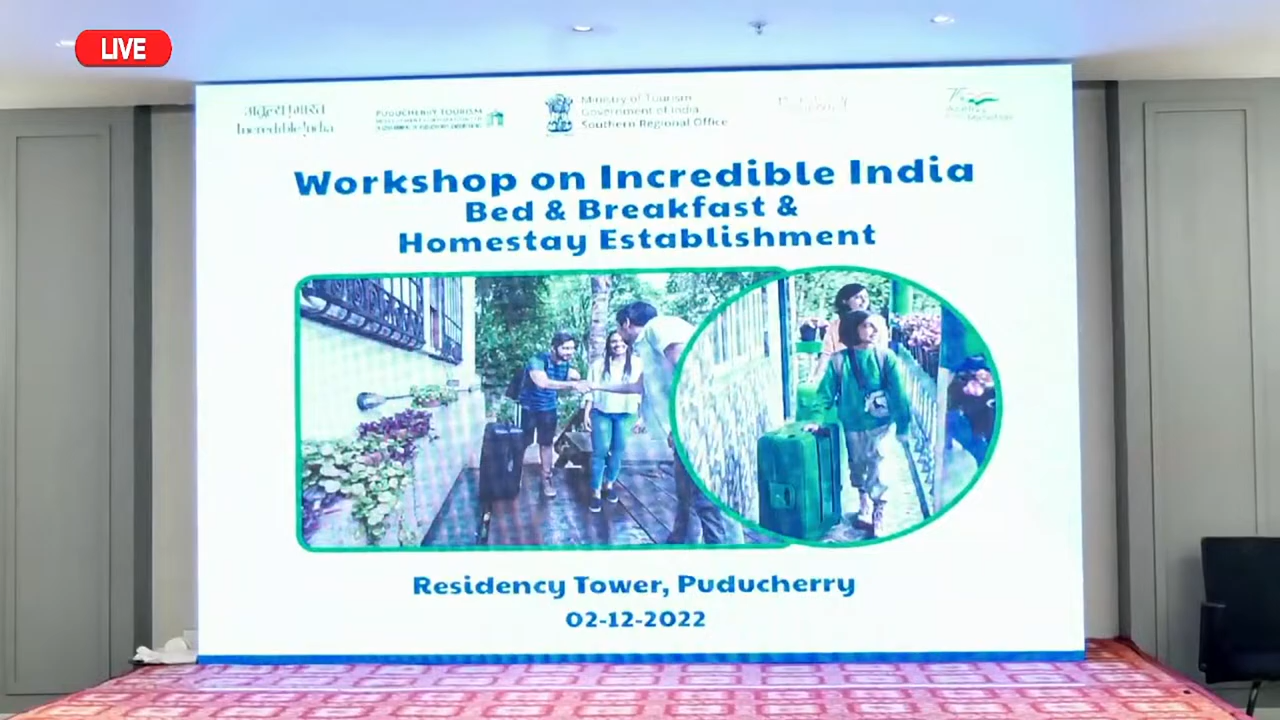 LIVE
अतुल्य भारत
Incredible India
PUDUCHERRY TOURISM
Ministry of Tourism
Government of India
Southern Regional Office
Workshop on Incredible India
Bed & Breakfast &
Homestay Establishment
Residency Tower, Puducherry
02-12-2022